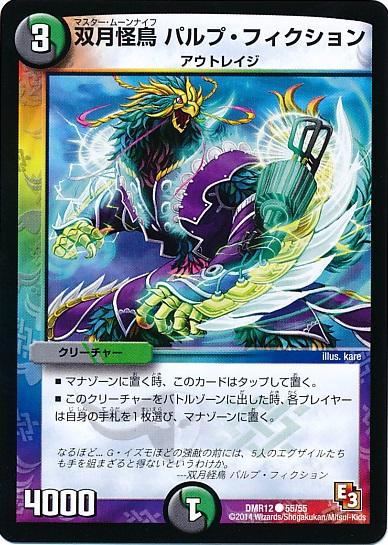 マスター・ムーンナイフ
3
双月怪鳥 パルプ・フィクション
アウトレイジ
illus. kare
クリーチャー
■ マナゾーンに置く時、このカードはタップして置く。
■ このクリーチャーをバトルゾーンに出した時、各プレイヤー
は自身の手札を1枚選び、マナゾーンに置く。
なるほど…G・イズモほどの強敵の前には、5人のエグザイルたち
も手を組まざると得ないというわけか。
---双月怪鳥 パルプ・フィクション
4000
1
DMR12 ● 55/55
©2014 Wizards/Shogakukan/Mitsui-Kids
E3